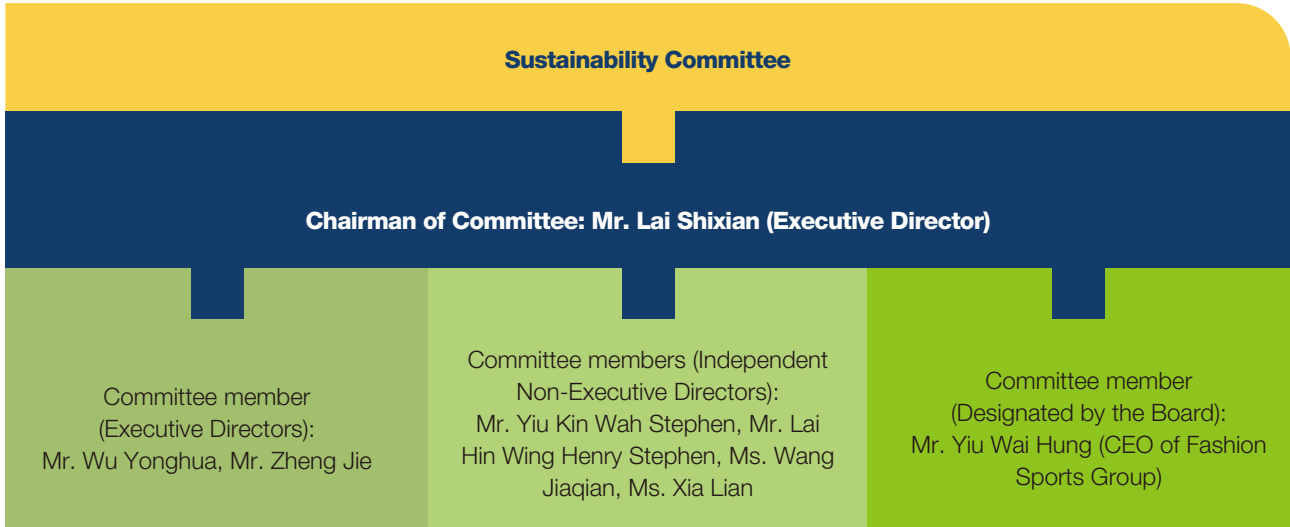 Sustainability Committee
Chairman of Committee: Mr. Lai Shixian (Executive Director)
Committee member
(Executive Directors):
Mr. Wu Yonghua, Mr. Zheng Jie
Committee members (Independent
Non-Executive Directors):
Mr. Yiu Kin Wah Stephen, Mr. Lai
Hin Wing Henry Stephen, Ms. Wang
Jiaqian, Ms. Xia Lian
Committee member
(Designated by the Board):
Mr. Yiu Wai Hung (CEO of Fashion
Sports Group)